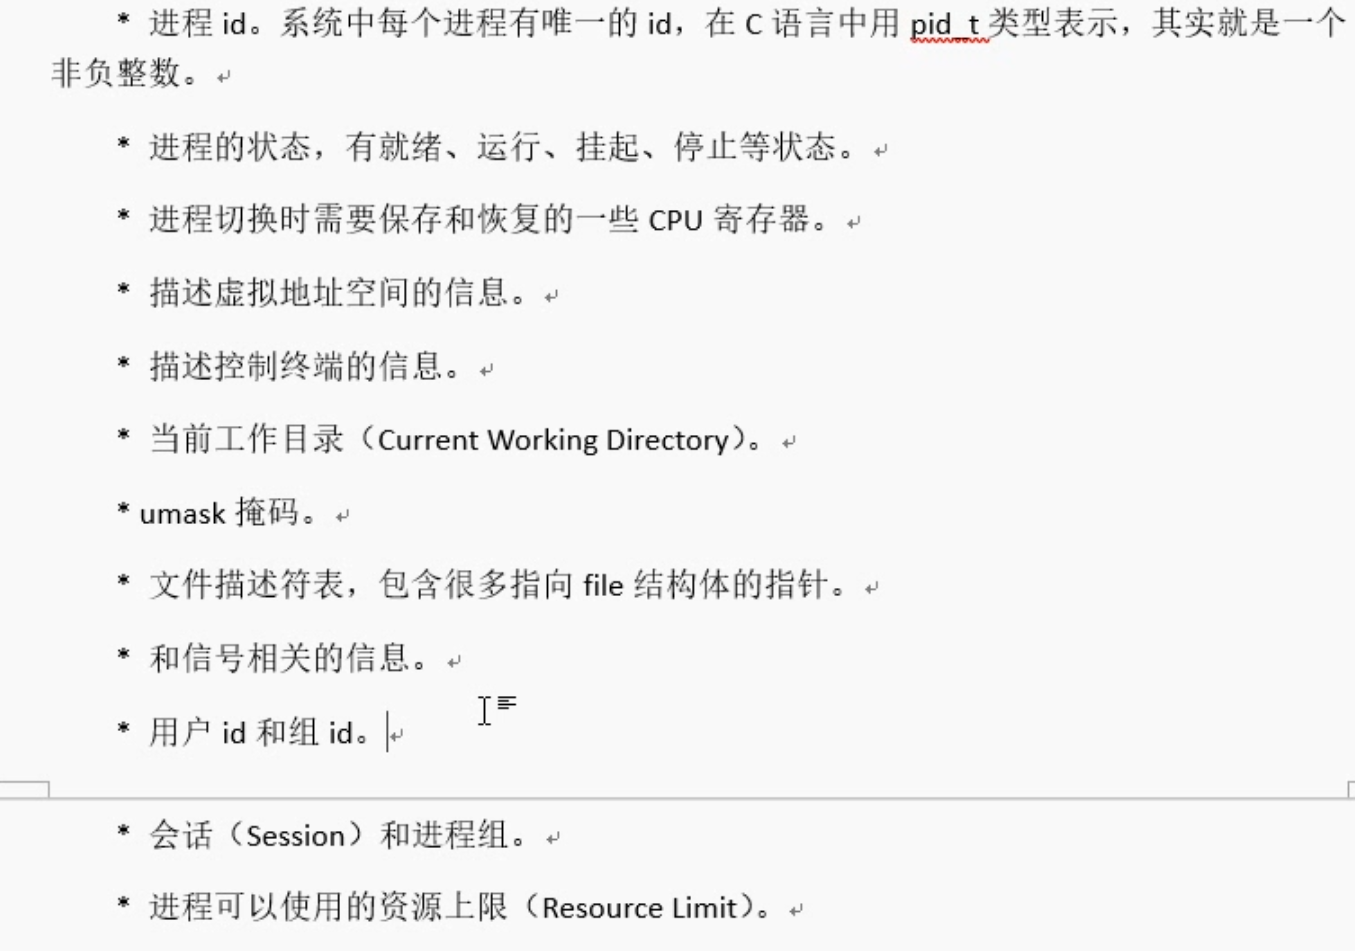 * 进程 id。系统中每个进程有唯一的 id，在 C 语言中用 pid_t 类型表示，其实就是一个
非负整数。
* 进程的状态，有就绪、运行、挂起、停止等状态。
* 进程切换时需要保存和恢复的一些 CPU 寄存器。
* 描述虚拟地址空间的信息。
* 描述控制终端的信息。
* 当前工作目录（Current Working Directory）。
* umask 掩码。
* 文件描述符表，包含很多指向 file 结构体的指针。
* 和信号相关的信息。
* 用户 id 和组 id。
* 会话（Session）和进程组。
* 进程可以使用的资源上限（Resource Limit）。